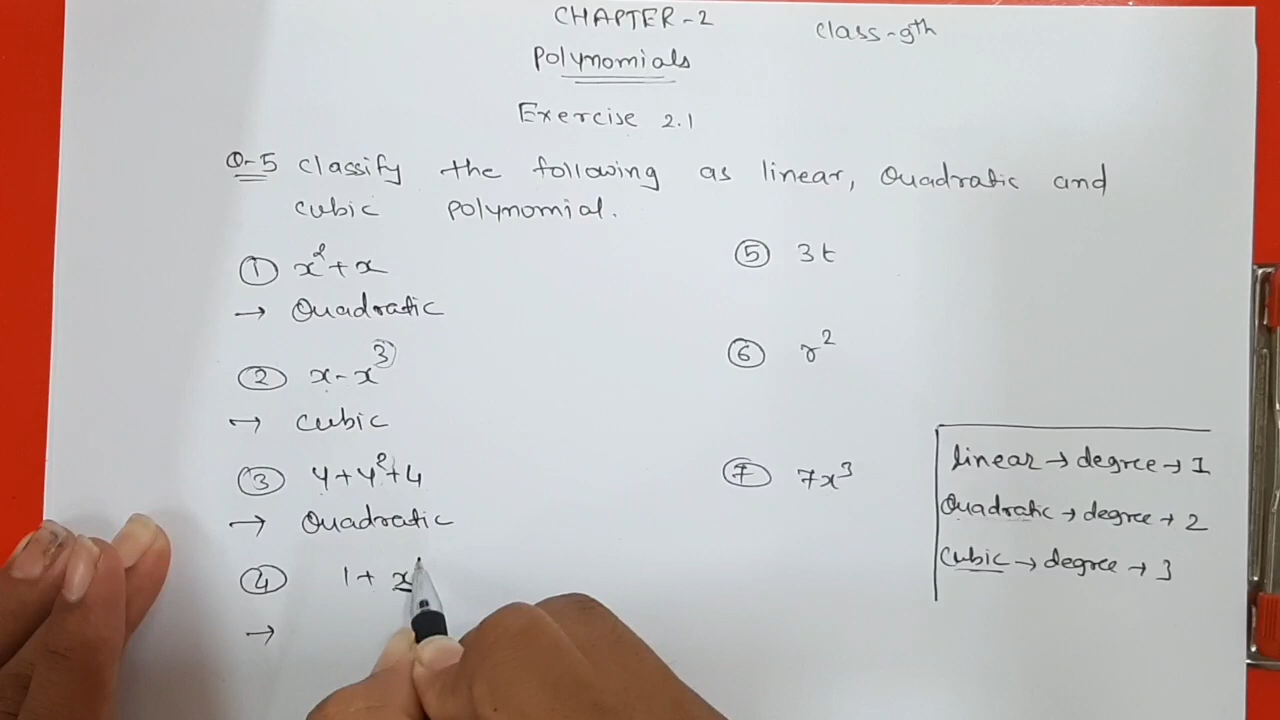 CHAPTER-2
Class-9th
Polynomials
Exercise 2.1
Q-5 Classify the following as linear, Quadratic and
cubic polynomial.
① x²+x
→ Quadratic
② x-x³
→ cubic
③ y+y²+4
→ Quadratic
④ 1+x
→
⑤ 3t
⑥ r²
⑦ 7x³
linear → degree → 1
Quadratic → degree → 2
Cubic → degree → 3